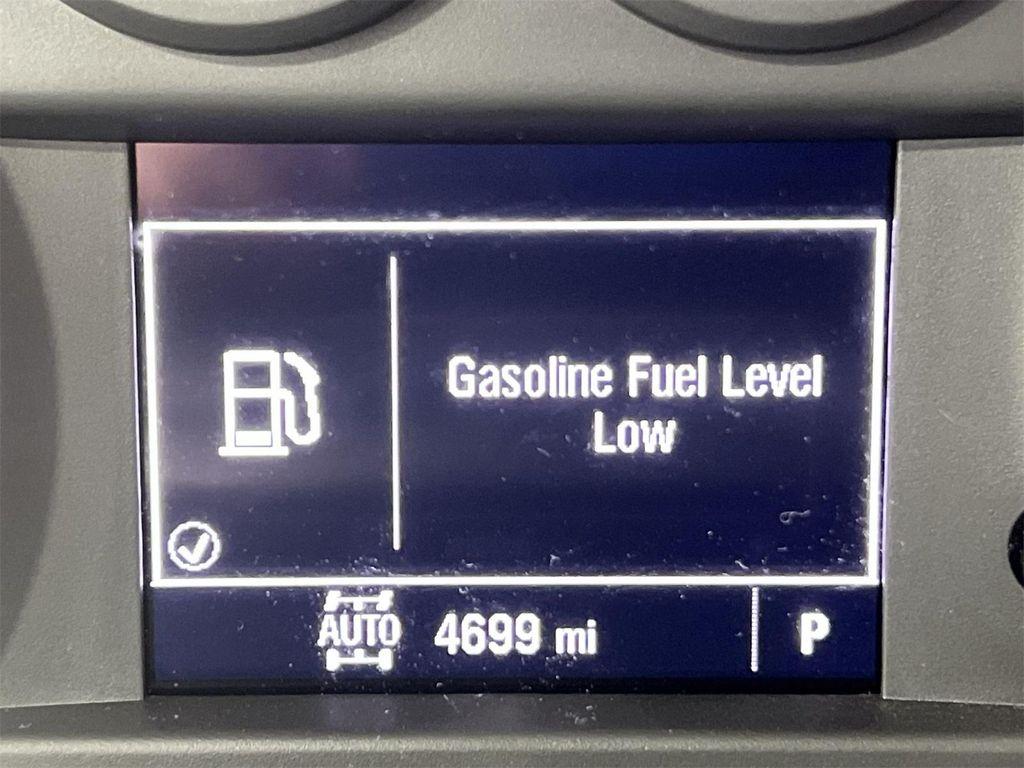 Gasoline Fuel Level
Low
AUTO 4699 mi P